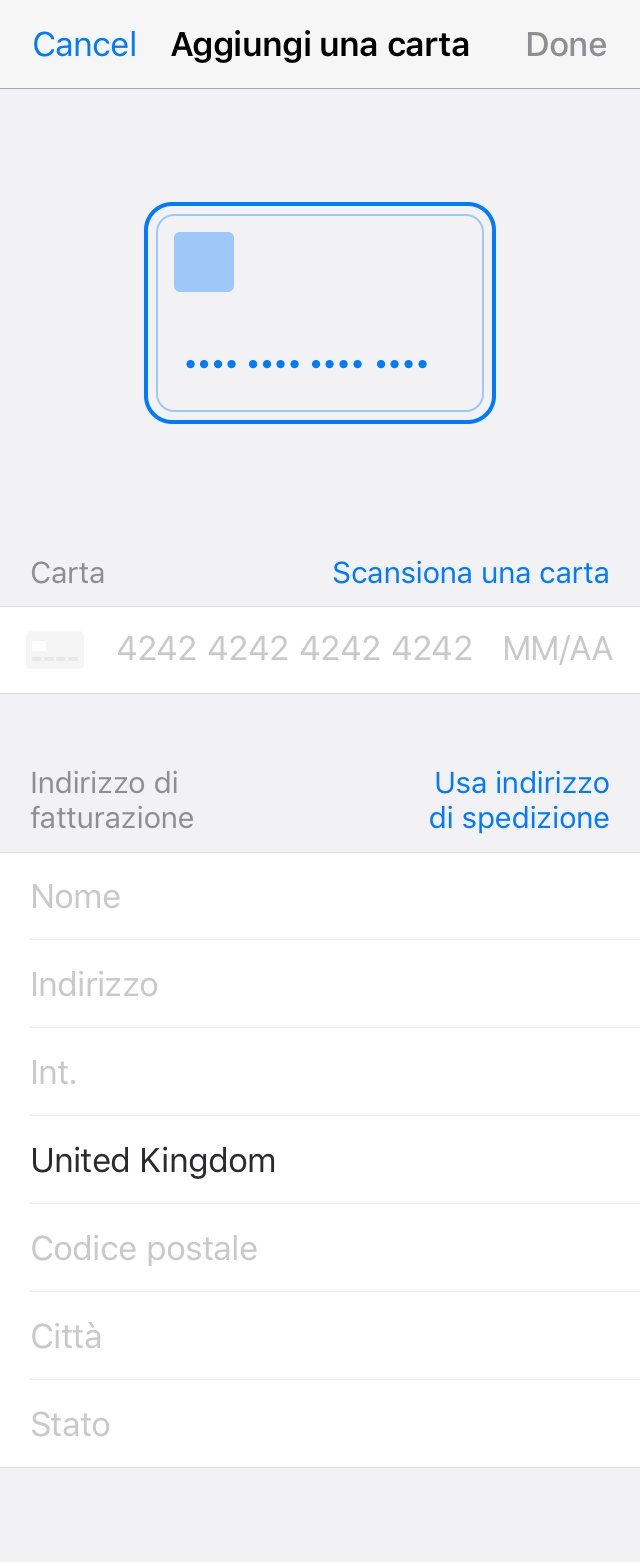 Cancel Aggiungi una carta Done
•••• •••• •••• ••••
Carta Scansiona una carta
4242 4242 4242 4242 MM/AA
Indirizzo di
fatturazione
Usa indirizzo
di spedizione
Nome
Indirizzo
Int.
United Kingdom
Codice postale
Città
Stato